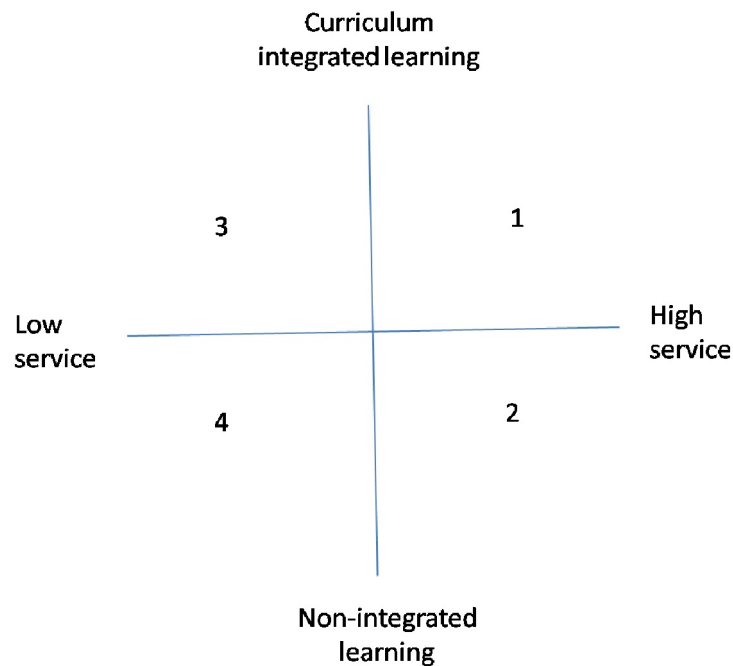 Curriculum
integrated learning
3
1
Low
service
High
service
4
2
Non-integrated
learning